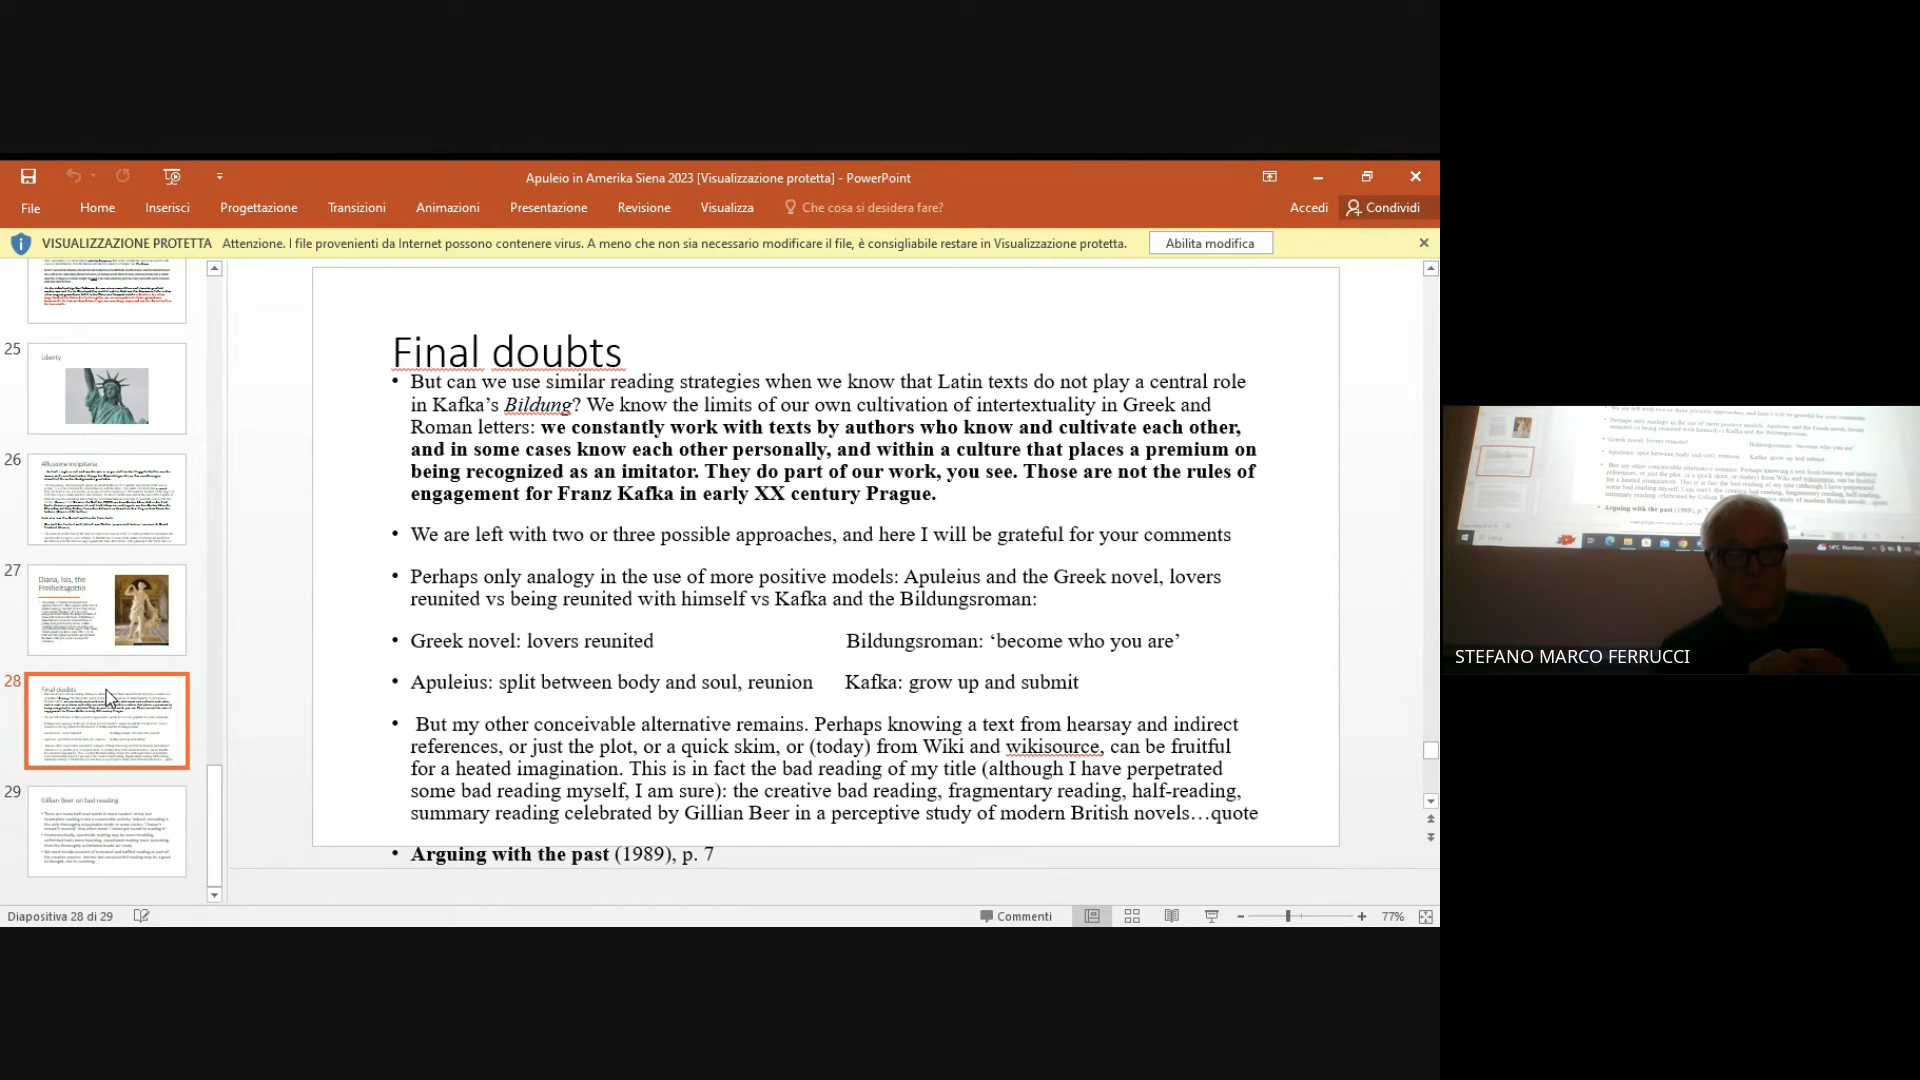 Apuleio in Amerika Siena 2023 [Visualizzazione protetta] - PowerPoint
File Home Inserisci Progettazione Transizioni Animazioni Presentazione Revisione Visualizza Che cosa si desidera fare? Accedi Condividi
VISUALIZZAZIONE PROTETTA Attenzione. I file provenienti da Internet possono contenere virus. A meno che non sia necessario modificare il file, è consigliabile restare in Visualizzazione protetta. Abilita modifica
25
Liberty
26
Allusione incipitaria
27
Diana, Isis, the
Freiheitsgottin
28
Final doubts
29
Gillian Beer on bad reading
Final doubts
• But can we use similar reading strategies when we know that Latin texts do not play a central role
in Kafka’s Bildung? We know the limits of our own cultivation of intertextuality in Greek and
Roman letters: we constantly work with texts by authors who know and cultivate each other,
and in some cases know each other personally, and within a culture that places a premium on
being recognized as an imitator. They do part of our work, you see. Those are not the rules of
engagement for Franz Kafka in early XX century Prague.
• We are left with two or three possible approaches, and here I will be grateful for your comments
• Perhaps only analogy in the use of more positive models: Apuleius and the Greek novel, lovers
reunited vs being reunited with himself vs Kafka and the Bildungsroman:
• Greek novel: lovers reunited Bildungsroman: ‘become who you are’
• Apuleius: split between body and soul, reunion Kafka: grow up and submit
• But my other conceivable alternative remains. Perhaps knowing a text from hearsay and indirect
references, or just the plot, or a quick skim, or (today) from Wiki and wikisource, can be fruitful
for a heated imagination. This is in fact the bad reading of my title (although I have perpetrated
some bad reading myself, I am sure): the creative bad reading, fragmentary reading, half-reading,
summary reading celebrated by Gillian Beer in a perceptive study of modern British novels…quote
• Arguing with the past (1989), p. 7
Diapositiva 28 di 29
Commenti
77%
STEFANO MARCO FERRUCCI